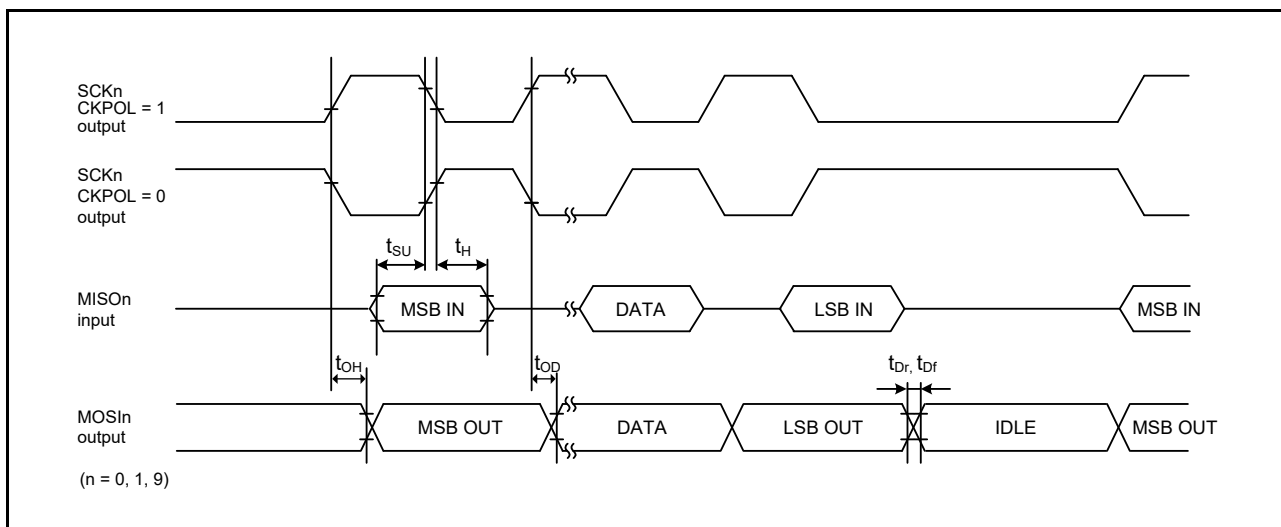 SCKn
CKPOL = 1
output
SCKn
CKPOL = 0
output
tSU
tH
MISOn
input
MSB IN
DATA
LSB IN
MSB IN
tOH
tOD
tDr, tDf
MOSIn
output
MSB OUT
DATA
LSB OUT
IDLE
MSB OUT
(n = 0, 1, 9)